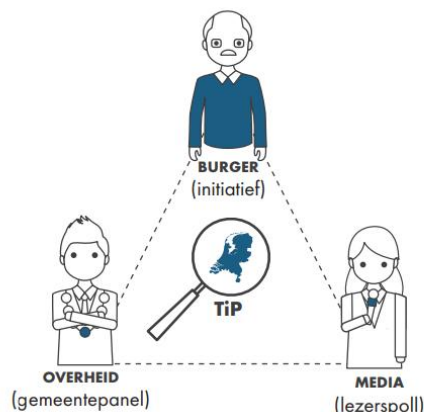 BURGER
(initiatief)
TiP
OVERHEID
(gemeentepanel)
MEDIA
(lezerspoll)